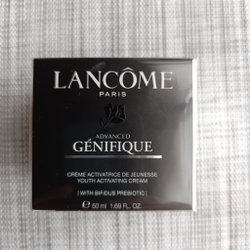 LANCÔME
PARIS
ADVANCED
GÉNIFIQUE
CRÈME ACTIVATRICE DE JEUNESSE
YOUTH ACTIVATING CREAM
[WITH BIFIDUS PREBIOTIC]
℮ 50 ml 1.69 FL. OZ.